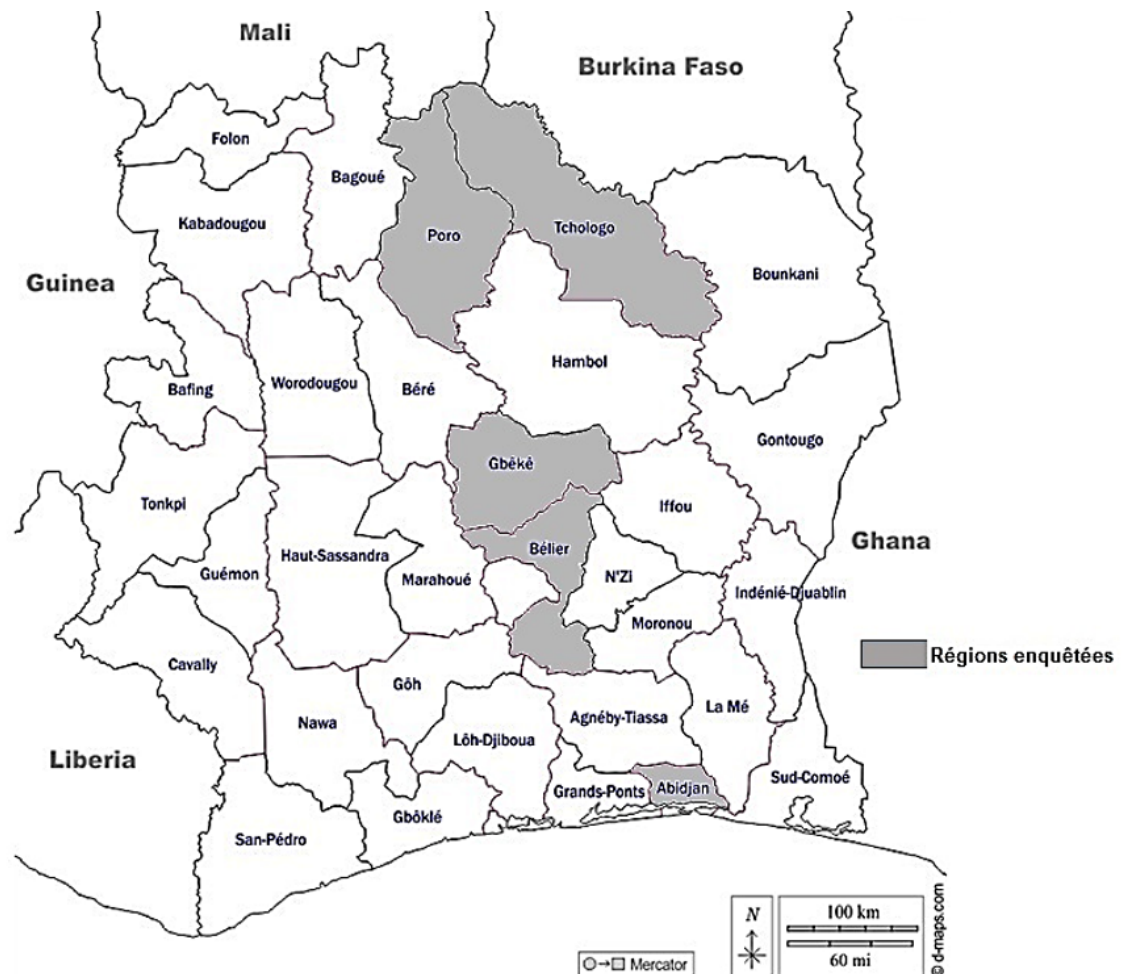 Mali
Burkina Faso
Folon
Bagoué
Kabadougou
Poro
Tchologo
Bounkani
Guinea
Hambol
Bafing
Worodougou
Béré
Gontougo
Gbêkê
Tonkpi
Iffou
Haut-Sassandra
Bélier
Ghana
Guémon
Marahoué
N'Zi
Indénié-Djuablin
Moronou
Cavally
Régions enquêtées
Gôh
La Mé
Nawa
Agnéby-Tiassa
Lôh-Djiboua
Liberia
Sud-Comoé
Grands-Ponts
Abidjan
Gbôklé
San-Pédro
N
100 km
60 mi
Mercator
© d-maps.com